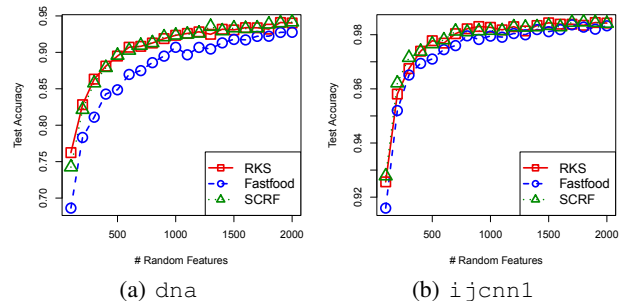 Test Accuracy
0.95
0.90
0.85
0.80
0.75
0.70
RKS
Fastfood
SCRF
500 1000 1500 2000
# Random Features
(a) dna
Test Accuracy
0.98
0.96
0.94
0.92
RKS
Fastfood
SCRF
500 1000 1500 2000
# Random Features
(b) ijcnn1